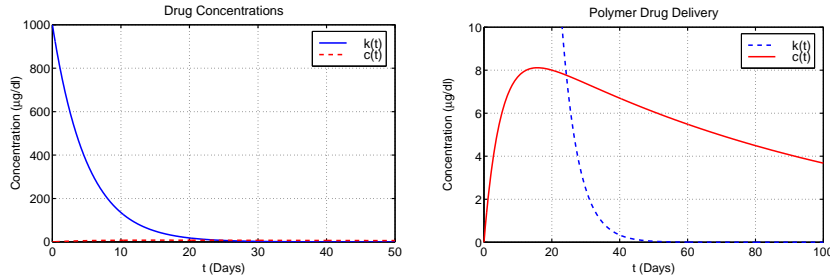 Drug Concentrations
1000
800
600
400
200
0
0 10 20 30 40 50
Concentration (µg/dl)
t (Days)
k(t)
c(t)
Polymer Drug Delivery
10
8
6
4
2
0
0 20 40 60 80 100
Concentration (µg/dl)
t (Days)
k(t)
c(t)